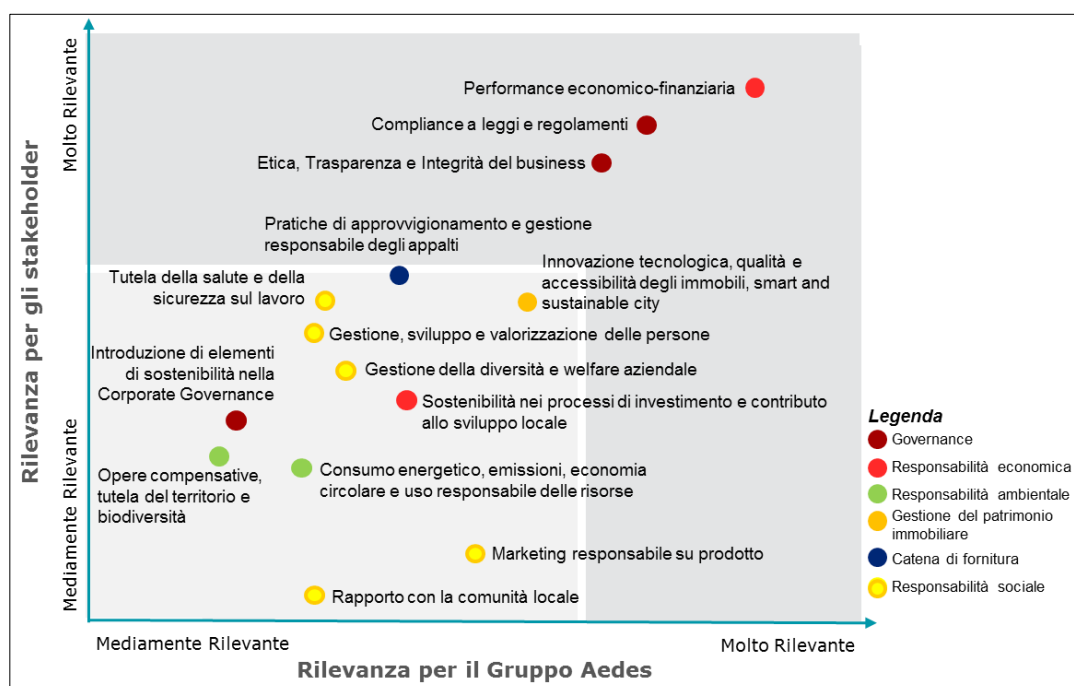 Rilevanza per gli stakeholder
Molto Rilevante
Mediamente Rilevante
Performance economico-finanziaria
Compliance a leggi e regolamenti
Etica, Trasparenza e Integrità del business
Pratiche di approvvigionamento e gestione
responsabile degli appalti
Innovazione tecnologica, qualità e
accessibilità degli immobili, smart and
sustainable city
Tutela della salute e della
sicurezza sul lavoro
Gestione, sviluppo e valorizzazione delle persone
Introduzione di elementi
di sostenibilità nella
Corporate Governance
Gestione della diversità e welfare aziendale
Sostenibilità nei processi di investimento e contributo
allo sviluppo locale
Opere compensative,
tutela del territorio e
biodiversità
Consumo energetico, emissioni, economia
circolare e uso responsabile delle risorse
Marketing responsabile su prodotto
Rapporto con la comunità locale
Legenda
Governance
Responsabilità economica
Responsabilità ambientale
Gestione del patrimonio
immobiliare
Catena di fornitura
Responsabilità sociale
Mediamente Rilevante
Molto Rilevante
Rilevanza per il Gruppo Aedes